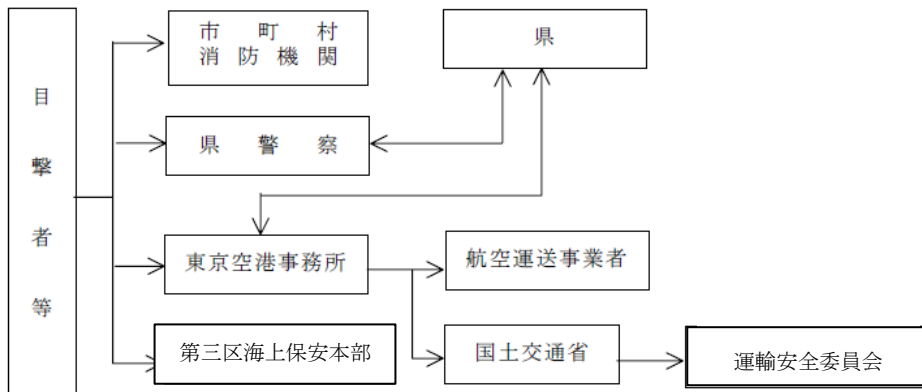 目撃者等
市町村
消防機関
県
県警察
東京空港事務所
航空運送事業者
第三区海上保安本部
国土交通省
運輸安全委員会